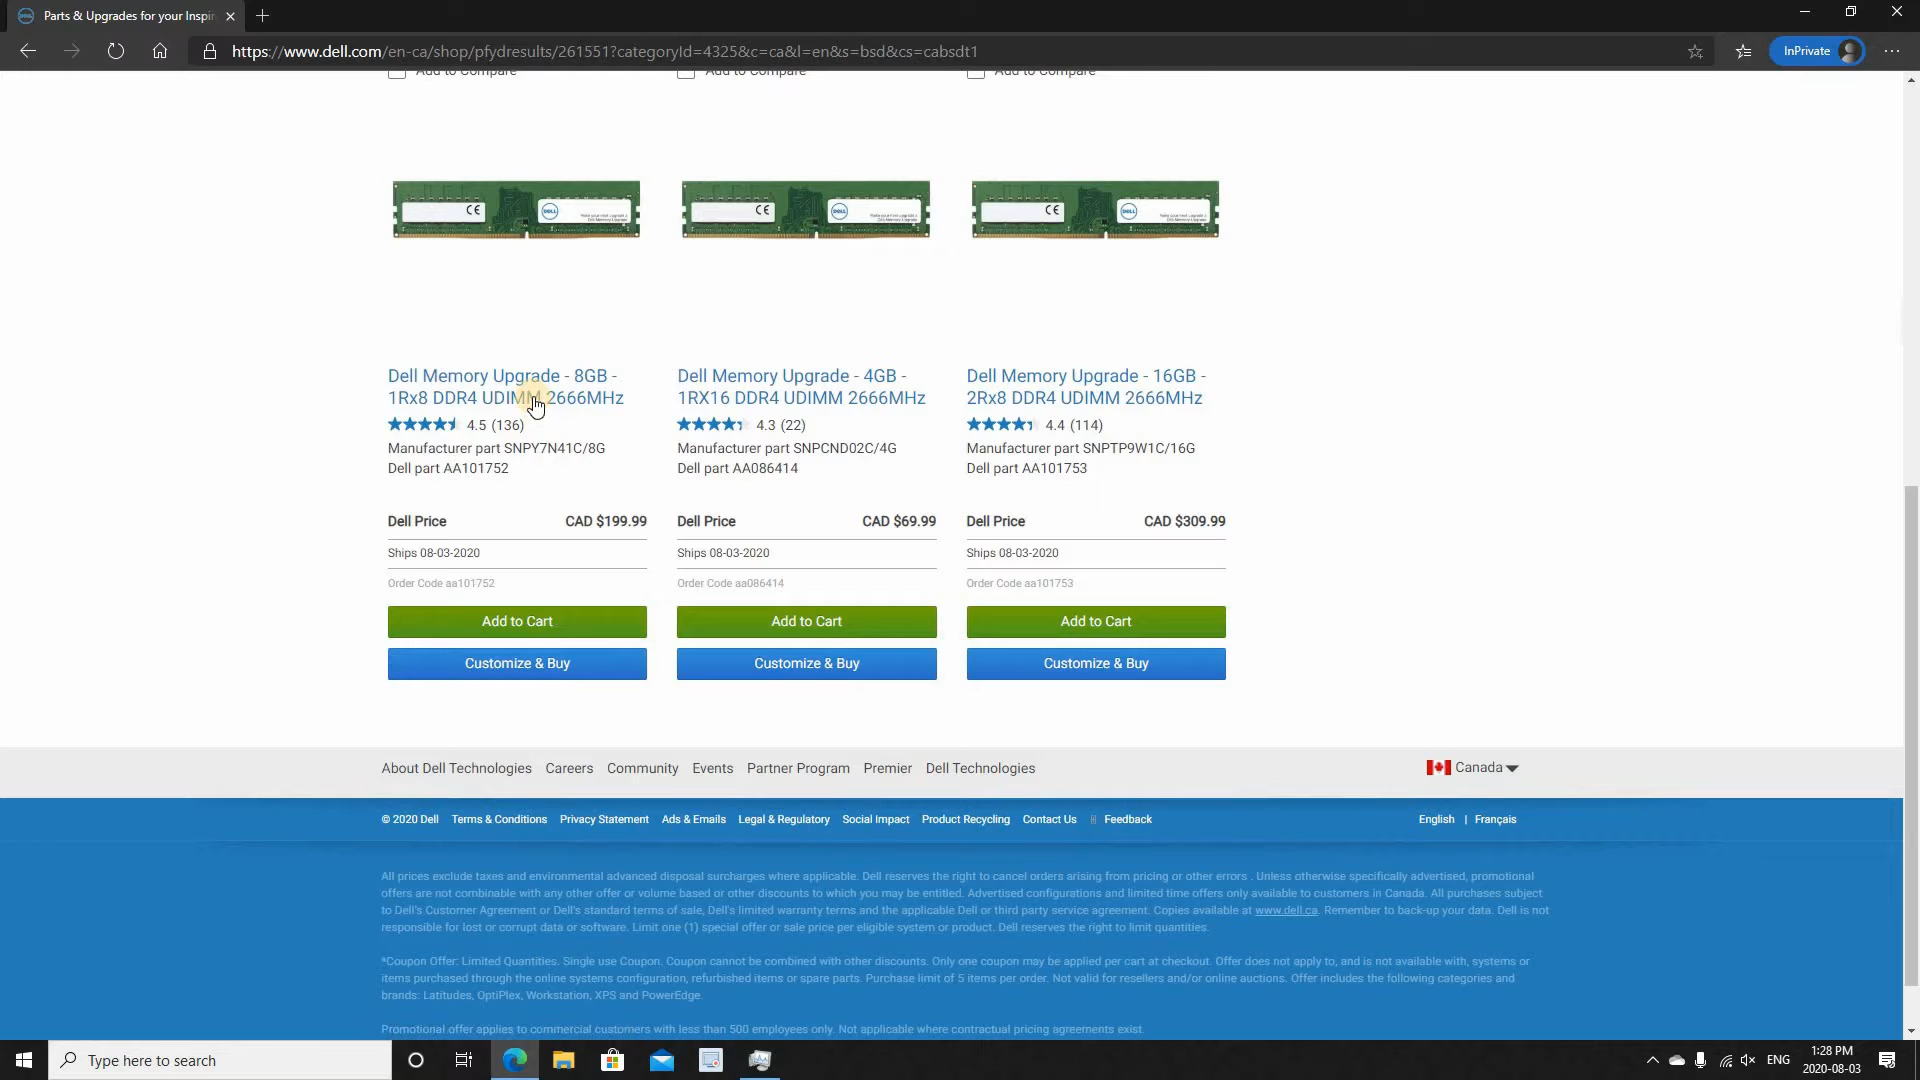 Parts & Upgrades for your Inspir
https://www.dell.com/en-ca/shop/pfydresults/261551?categoryId=4325&c=ca&l=en&s=bsd&cs=cabsdt1
InPrivate
Add to Compare
Add to Compare
Add to Compare
CE DELL
CE DELL
CE DELL
Dell Memory Upgrade - 8GB -
1Rx8 DDR4 UDIMM 2666MHz
4.5 (136)
Manufacturer part SNPY7N41C/8G
Dell part AA101752
Dell Price CAD $199.99
Ships 08-03-2020
Order Code aa101752
Add to Cart
Customize & Buy
Dell Memory Upgrade - 4GB -
1RX16 DDR4 UDIMM 2666MHz
4.3 (22)
Manufacturer part SNPCND02C/4G
Dell part AA086414
Dell Price CAD $69.99
Ships 08-03-2020
Order Code aa086414
Add to Cart
Customize & Buy
Dell Memory Upgrade - 16GB -
2Rx8 DDR4 UDIMM 2666MHz
4.4 (114)
Manufacturer part SNPTP9W1C/16G
Dell part AA101753
Dell Price CAD $309.99
Ships 08-03-2020
Order Code aa101753
Add to Cart
Customize & Buy
About Dell Technologies Careers Community Events Partner Program Premier Dell Technologies Canada
© 2020 Dell Terms & Conditions Privacy Statement Ads & Emails Legal & Regulatory Social Impact Product Recycling Contact Us Feedback English | Français
All prices exclude taxes and environmental advanced disposal surcharges where applicable. Dell reserves the right to cancel orders arising from pricing or other errors . Unless otherwise specifically advertised, promotional
offers are not combinable with any other offer or volume based or other discounts to which you may be entitled. Advertised configurations and limited time offers only available to customers in Canada. All purchases subject
to Dell's Customer Agreement or Dell's standard terms of sale, Dell's limited warranty terms and the applicable Dell or third party service agreement. Copies available at www.dell.ca. Remember to back-up your data. Dell is not
responsible for lost or corrupt data or software. Limit one (1) special offer or sale price per eligible system or product. Dell reserves the right to limit quantities.
*Coupon Offer: Limited Quantities. Single use Coupon. Coupon cannot be combined with other discounts. Only one coupon may be applied per cart at checkout. Offer does not apply to, and is not available with, systems or
items purchased through the online systems configuration, refurbished items or spare parts. Purchase limit of 5 items per order. Not valid for resellers and/or online auctions. Offer includes the following categories and
brands: Latitudes, OptiPlex, Workstation, XPS and PowerEdge.
Promotional offer applies to commercial customers with less than 500 employees only. Not applicable where contractual pricing agreements exist.
Type here to search
ENG
1:28 PM
2020-08-03